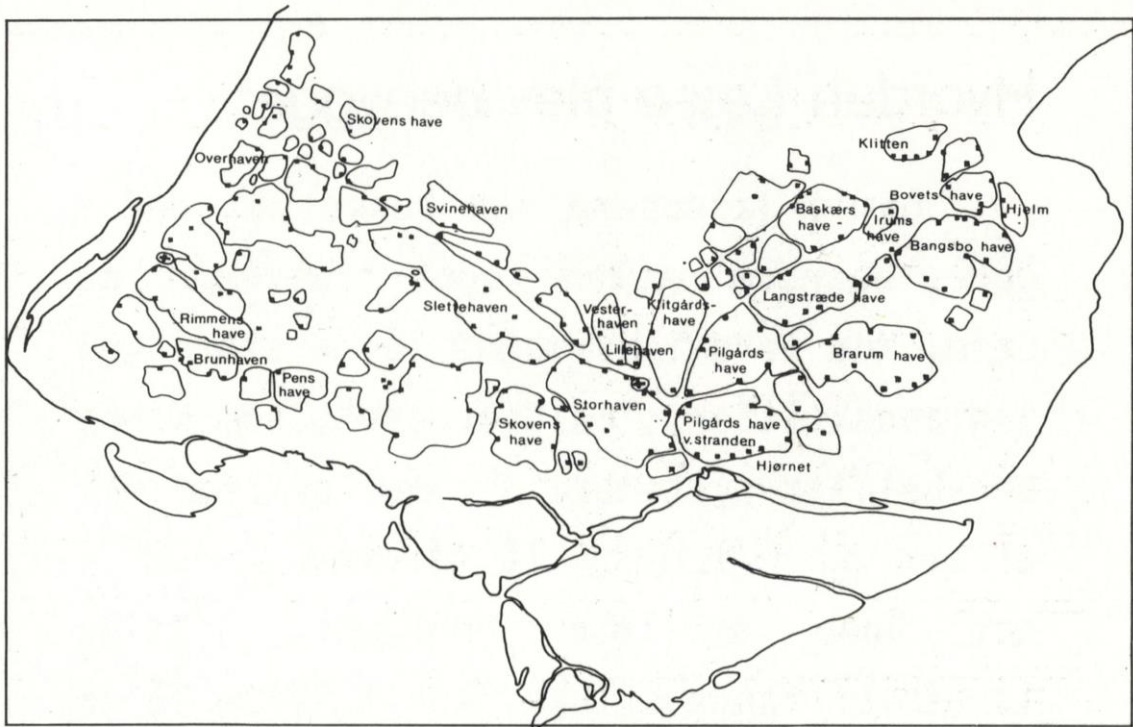 Skovens have
Overhaven
Klitten
Svinehaven
Bovets have
Hjelm
Baskærs
have
Irums
have
Bangsbo have
Langstræde have
Slettehaven
Vester-
haven
Klitgårds-
have
Rimmens
have
Lillehaven
Pilgårds
have
Brarum have
Brunhaven
Pens
have
Storhaven
Skovens
have
Pilgårds have
v.stranden
Hjørnet